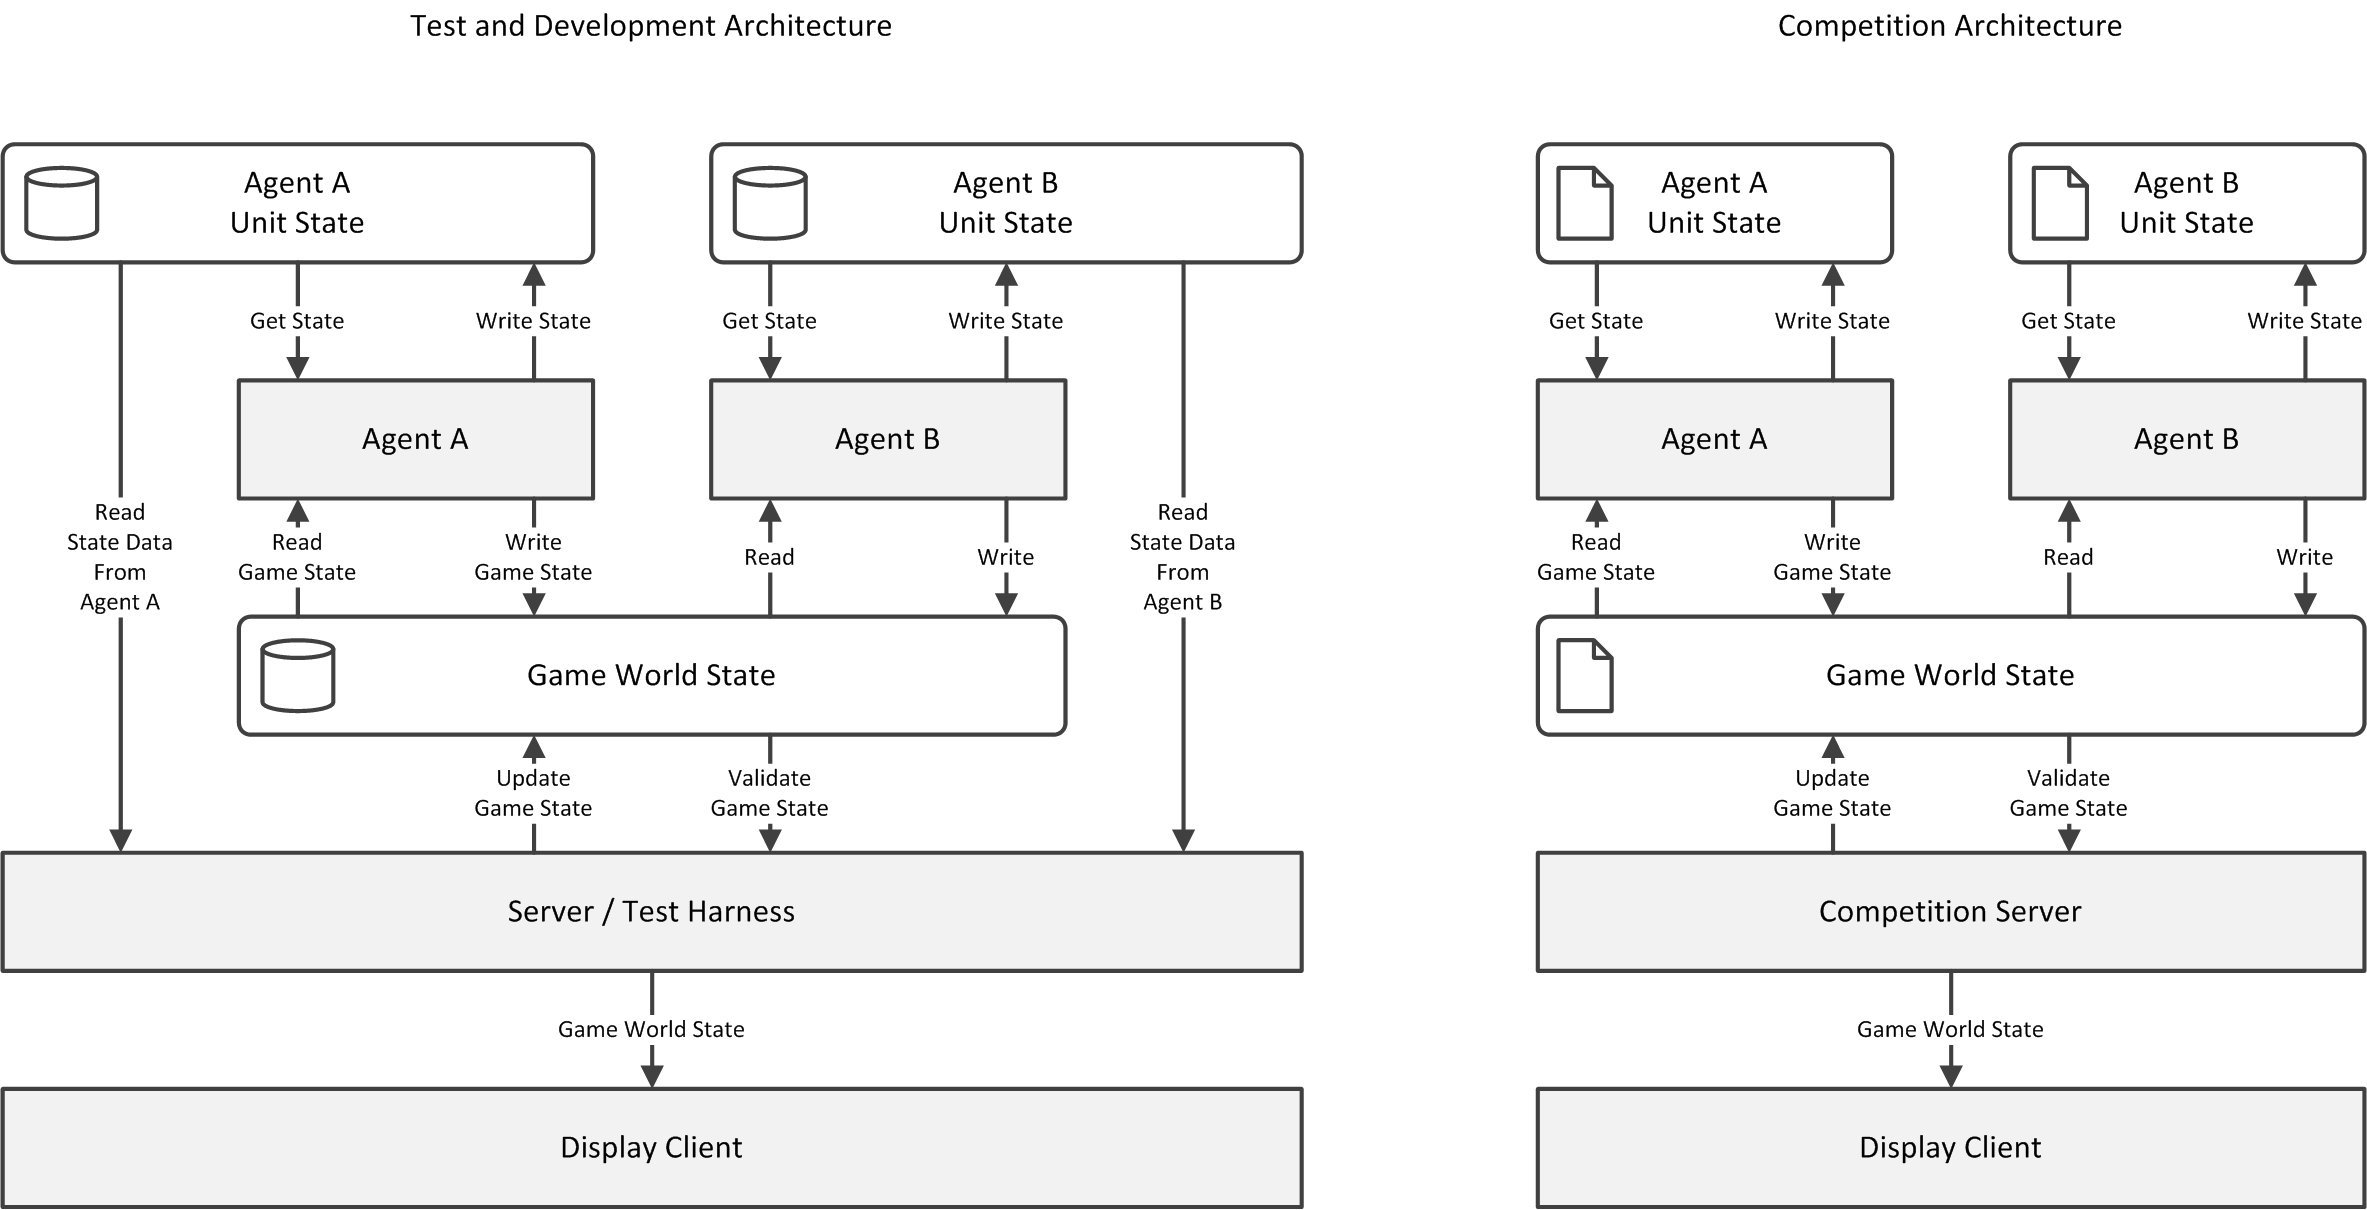 Test and Development Architecture
Competition Architecture
Agent A
Unit State
Agent B
Unit State
Agent A
Unit State
Agent B
Unit State
Get State
Write State
Get State
Write State
Get State
Write State
Get State
Write State
Agent A
Agent B
Agent A
Agent B
Read
State Data
From
Agent A
Read
Game State
Write
Game State
Read
Write
Read
State Data
From
Agent B
Read
Game State
Write
Game State
Read
Write
Game World State
Game World State
Update
Game State
Validate
Game State
Update
Game State
Validate
Game State
Server / Test Harness
Competition Server
Game World State
Game World State
Display Client
Display Client